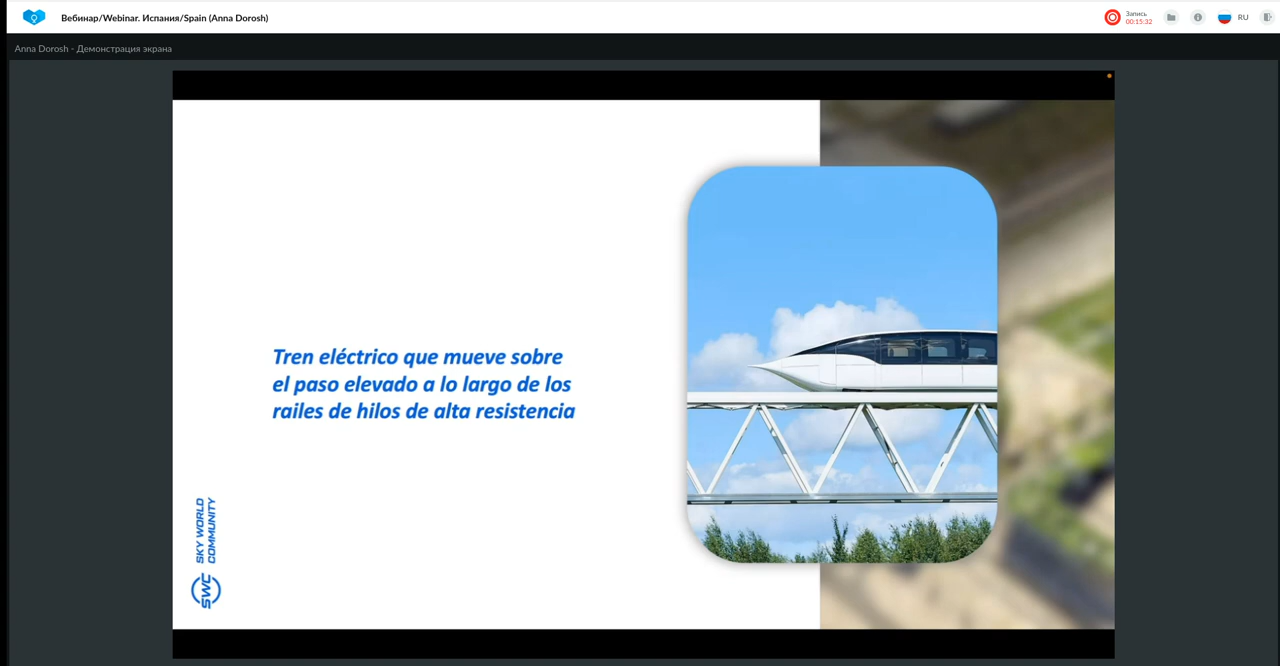 Вебинар/Webinar. Испания/Spain (Anna Dorosh)
Запись
00:15:32
RU
Anna Dorosh - Демонстрация экрана
Tren eléctrico que mueve sobre
el paso elevado a lo largo de los
railes de hilos de alta resistencia
SKY WORLD
COMMUNITY
SWC